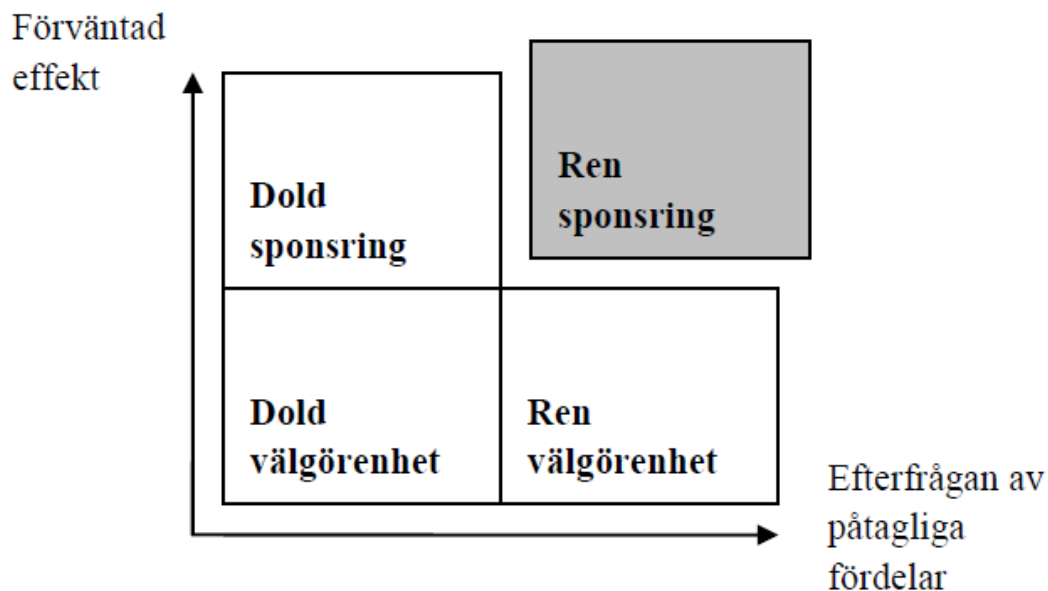 Förväntad
effekt
Dold
sponsring
Ren
sponsring
Dold
välgörenhet
Ren
välgörenhet
Efterfrågan av
påtagliga
fördelar